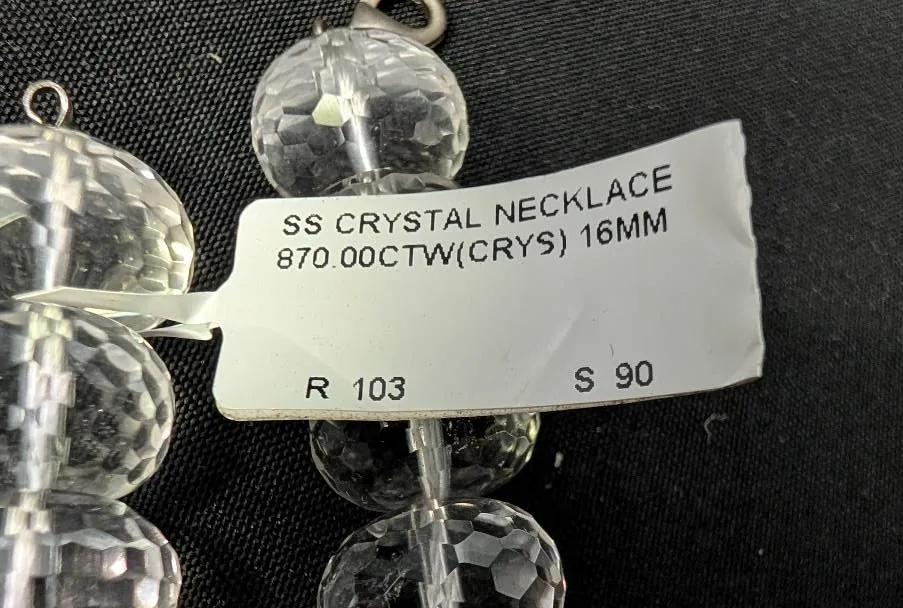 SS CRYSTAL NECKLACE
870.00CTW(CRYS) 16MM
R 103 S 90